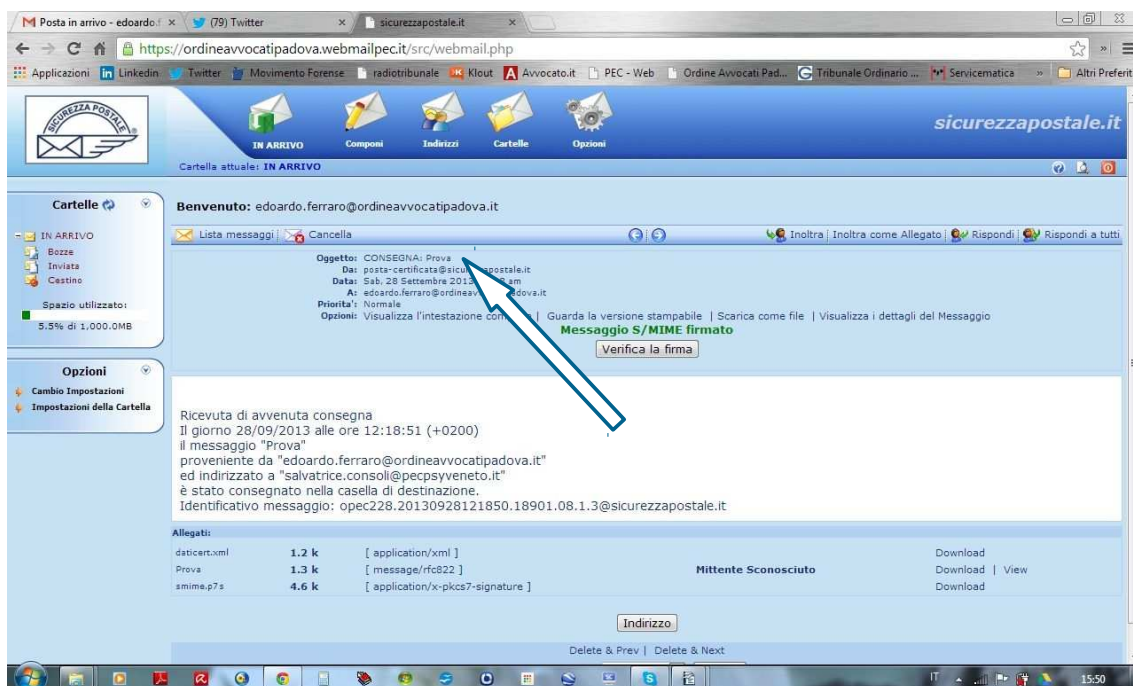 Posta in arrivo - edoardo.f
(79) Twitter
sicurezzapostale.it
https://ordineavvocatipadova.webmailpec.it/src/webmail.php
Applicazioni Linkedin Twitter Movimento Forense radiotribunale Klout Avvocato.it PEC - Web Ordine Avvocati Pad... Tribunale Ordinario ... Servicematica » Altri Preferit
SICUREZZA POSTALE
IN ARRIVO Componi Indirizzi Cartelle Opzioni
sicurezzapostale.it
Cartella attuale: IN ARRIVO
Cartelle
IN ARRIVO
Bozze
Inviata
Cestino
Spazio utilizzato:
5.5% di 1,000.0MB
Opzioni
Cambio Impostazioni
Impostazioni della Cartella
Benvenuto: edoardo.ferraro@ordineavvocatipadova.it
Lista messaggi Cancella Inoltra | Inoltra come Allegato | Rispondi | Rispondi a tutti
Oggetto: CONSEGNA: Prova
Da: posta-certificata@ .it
Data: Sab, 28 Settembre 2013 am
A:
Priorita': Normale
Opzioni: Visualizza l'intestazione | Guarda la versione stampabile | Scarica come file | Visualizza i dettagli del Messaggio
Messaggio S/MIME firmato
Verifica la firma
Ricevuta di avvenuta consegna
Il giorno 28/09/2013 alle ore 12:18:51 (+0200)
il messaggio "Prova"
proveniente da "edoardo.ferraro@ordineavvocatipadova.it"
ed indirizzato a "salvatrice.consoli@pecpsyveneto.it"
è stato consegnato nella casella di destinazione.
Identificativo messaggio: opec228.20130928121850.18901.08.1.3@sicurezzapostale.it
Allegati:
daticert.xml 1.2 k [ application/xml ] Download
Prova 1.3 k [ message/rfc822 ] Mittente Sconosciuto Download | View
smime.p7s 4.6 k [ application/x-pkcs7-signature ] Download
Indirizzo
Delete & Prev | Delete & Next
IT 15:50